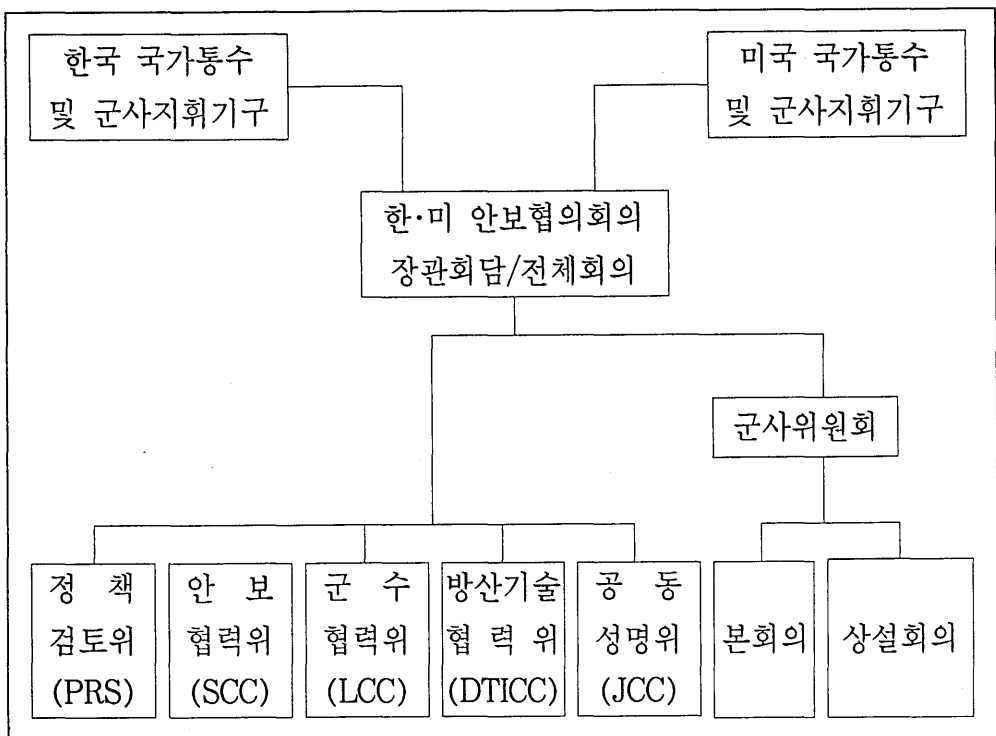 한국 국가통수
및 군사지휘기구
미국 국가통수
및 군사지휘기구
한·미 안보협의회의
장관회담/전체회의
군사위원회
정 책
검토위
(PRS)
안 보
협력위
(SCC)
군 수
협력위
(LCC)
방산기술
협 력 위
(DTICC)
공 동
성명위
(JCC)
본회의
상설회의